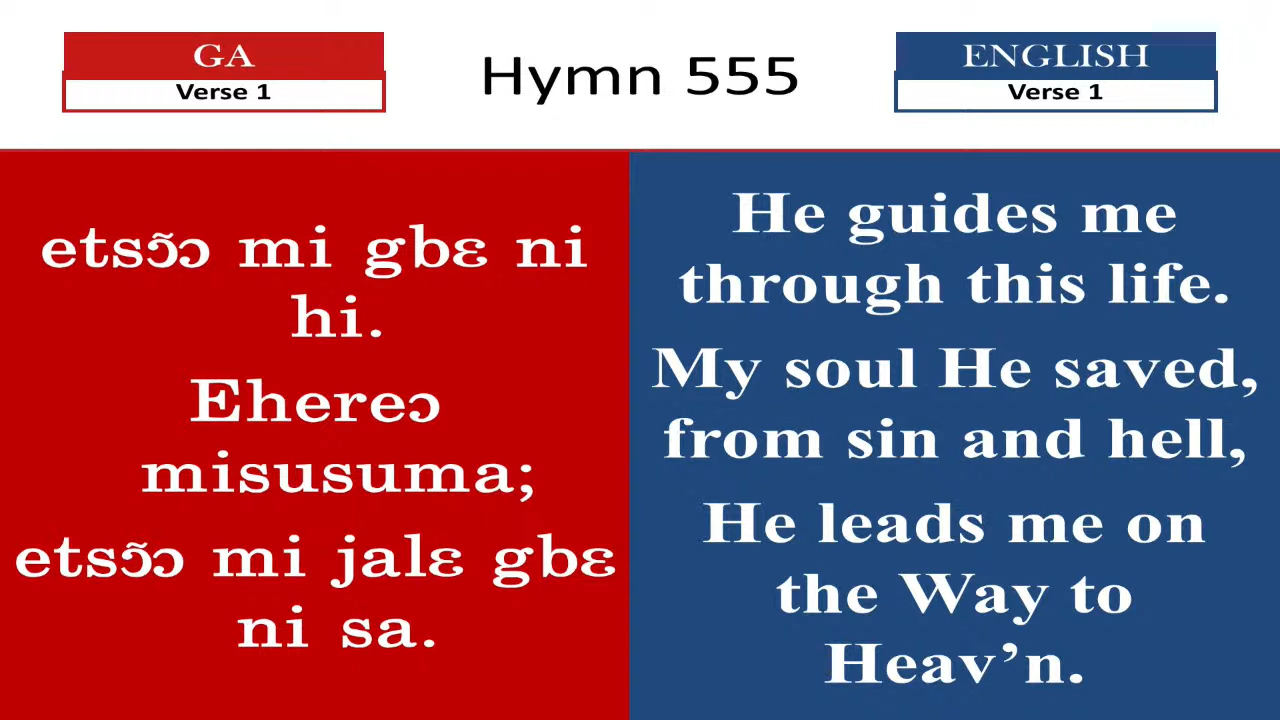 GA
Verse 1
Hymn 555
ENGLISH
Verse 1
etsɔ̃ɔ mi gbɛ ni
hi.
Ehereɔ
misusuma;
etsɔ̃ɔ mi jalɛ gbɛ
ni sa.
He guides me
through this life.
My soul He saved,
from sin and hell,
He leads me on
the Way to
Heav’n.